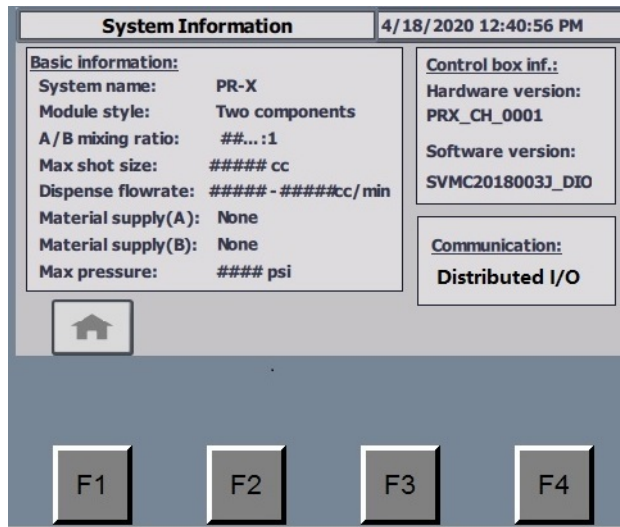 System Information
4/18/2020 12:40:56 PM
Basic information:
System name: PR-X
Module style: Two components
A/B mixing ratio: ##...:1
Max shot size: ##### cc
Dispense flowrate: ##### - #####cc/min
Material supply(A): None
Material supply(B): None
Max pressure: #### psi
Control box inf.:
Hardware version:
PRX_CH_0001
Software version:
SVMC2018003J_DIO
Communication:
Distributed I/O
F1
F2
F3
F4